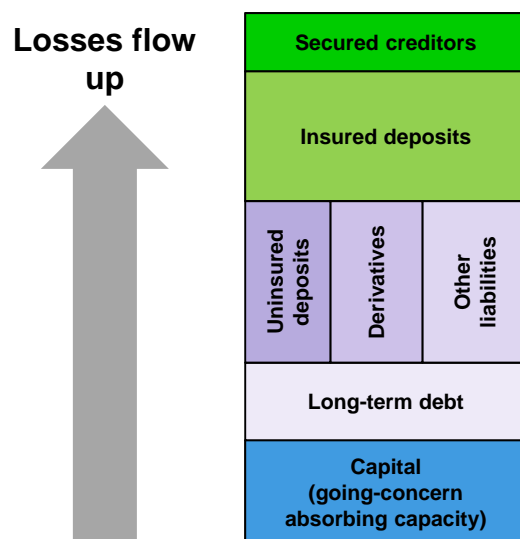 Losses flow
up
Secured creditors
Insured deposits
Uninsured
deposits
Derivatives
Other
liabilities
Long-term debt
Capital
(going-concern
absorbing capacity)